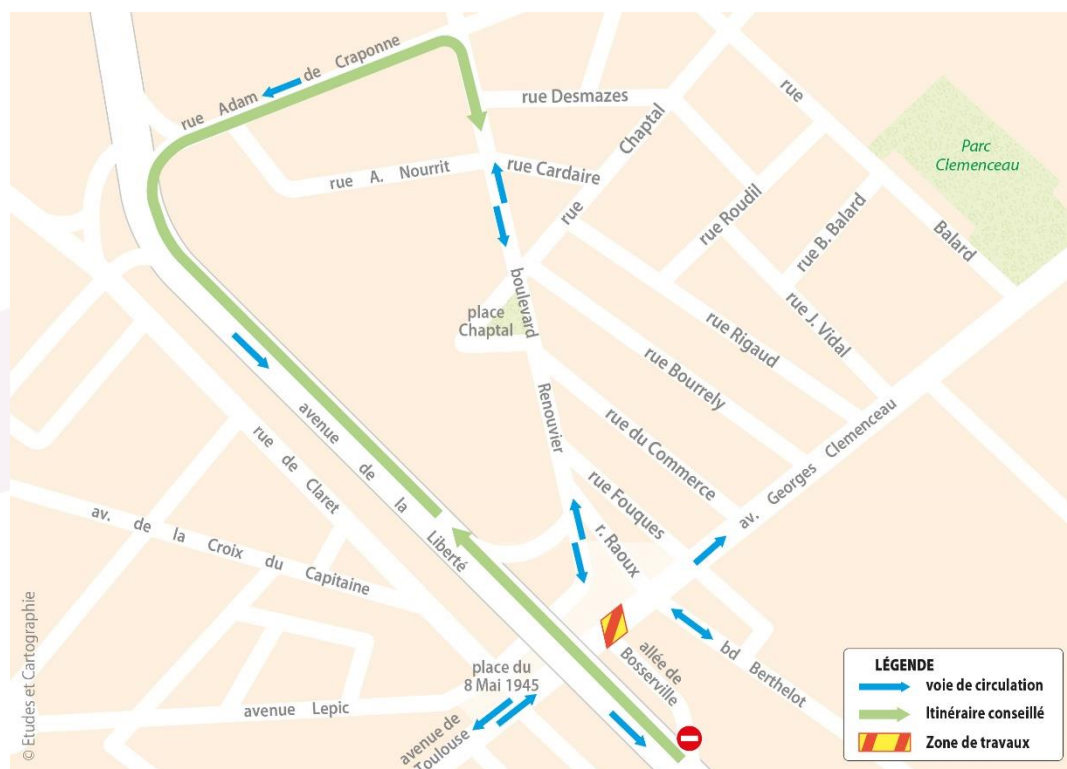 rue Adam de Craponne
rue Desmazes
rue Chaptal
rue Balard
Parc
Clemenceau
rue A. Nourrit
rue Cardaire
rue Roudil
rue B. Balard
place
Chaptal
boulevard Renouvier
rue J. Vidal
rue Rigaud
rue Bourrely
rue du Commerce
av. Georges Clemenceau
avenue de la Liberté
rue de Claret
av. de la Croix du Capitaine
rue Fouques
r. Raoux
allée de
Bosserville
bd Berthelot
place du
8 Mai 1945
avenue Lepic
avenue de
Toulouse
LÉGENDE
voie de circulation
Itinéraire conseillé
Zone de travaux
© Etudes et Cartographie